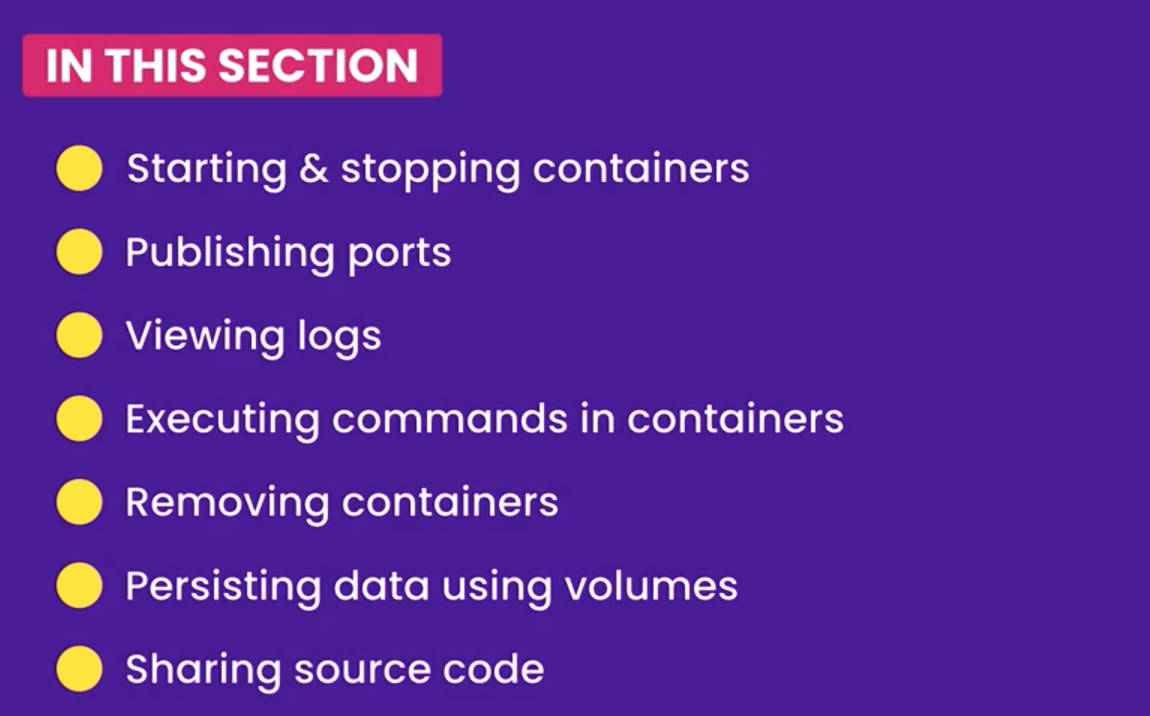 IN THIS SECTION
Starting & stopping containers
Publishing ports
Viewing logs
Executing commands in containers
Removing containers
Persisting data using volumes
Sharing source code